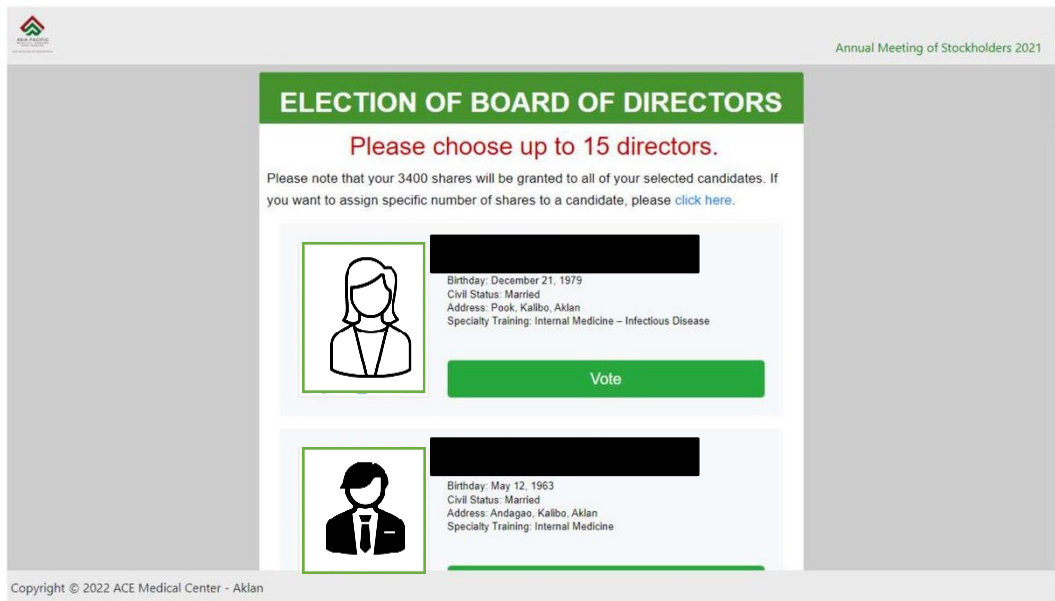 ASIA PACIFIC
Annual Meeting of Stockholders 2021
ELECTION OF BOARD OF DIRECTORS
Please choose up to 15 directors.
Please note that your 3400 shares will be granted to all of your selected candidates. If
you want to assign specific number of shares to a candidate, please click here.
Birthday: December 21, 1979
Civil Status: Married
Address: Pook, Kalibo, Aklan
Specialty Training: Internal Medicine – Infectious Disease
Vote
Birthday: May 12, 1963
Civil Status: Married
Address: Andagao, Kalibo, Aklan
Specialty Training: Internal Medicine
Copyright © 2022 ACE Medical Center - Aklan